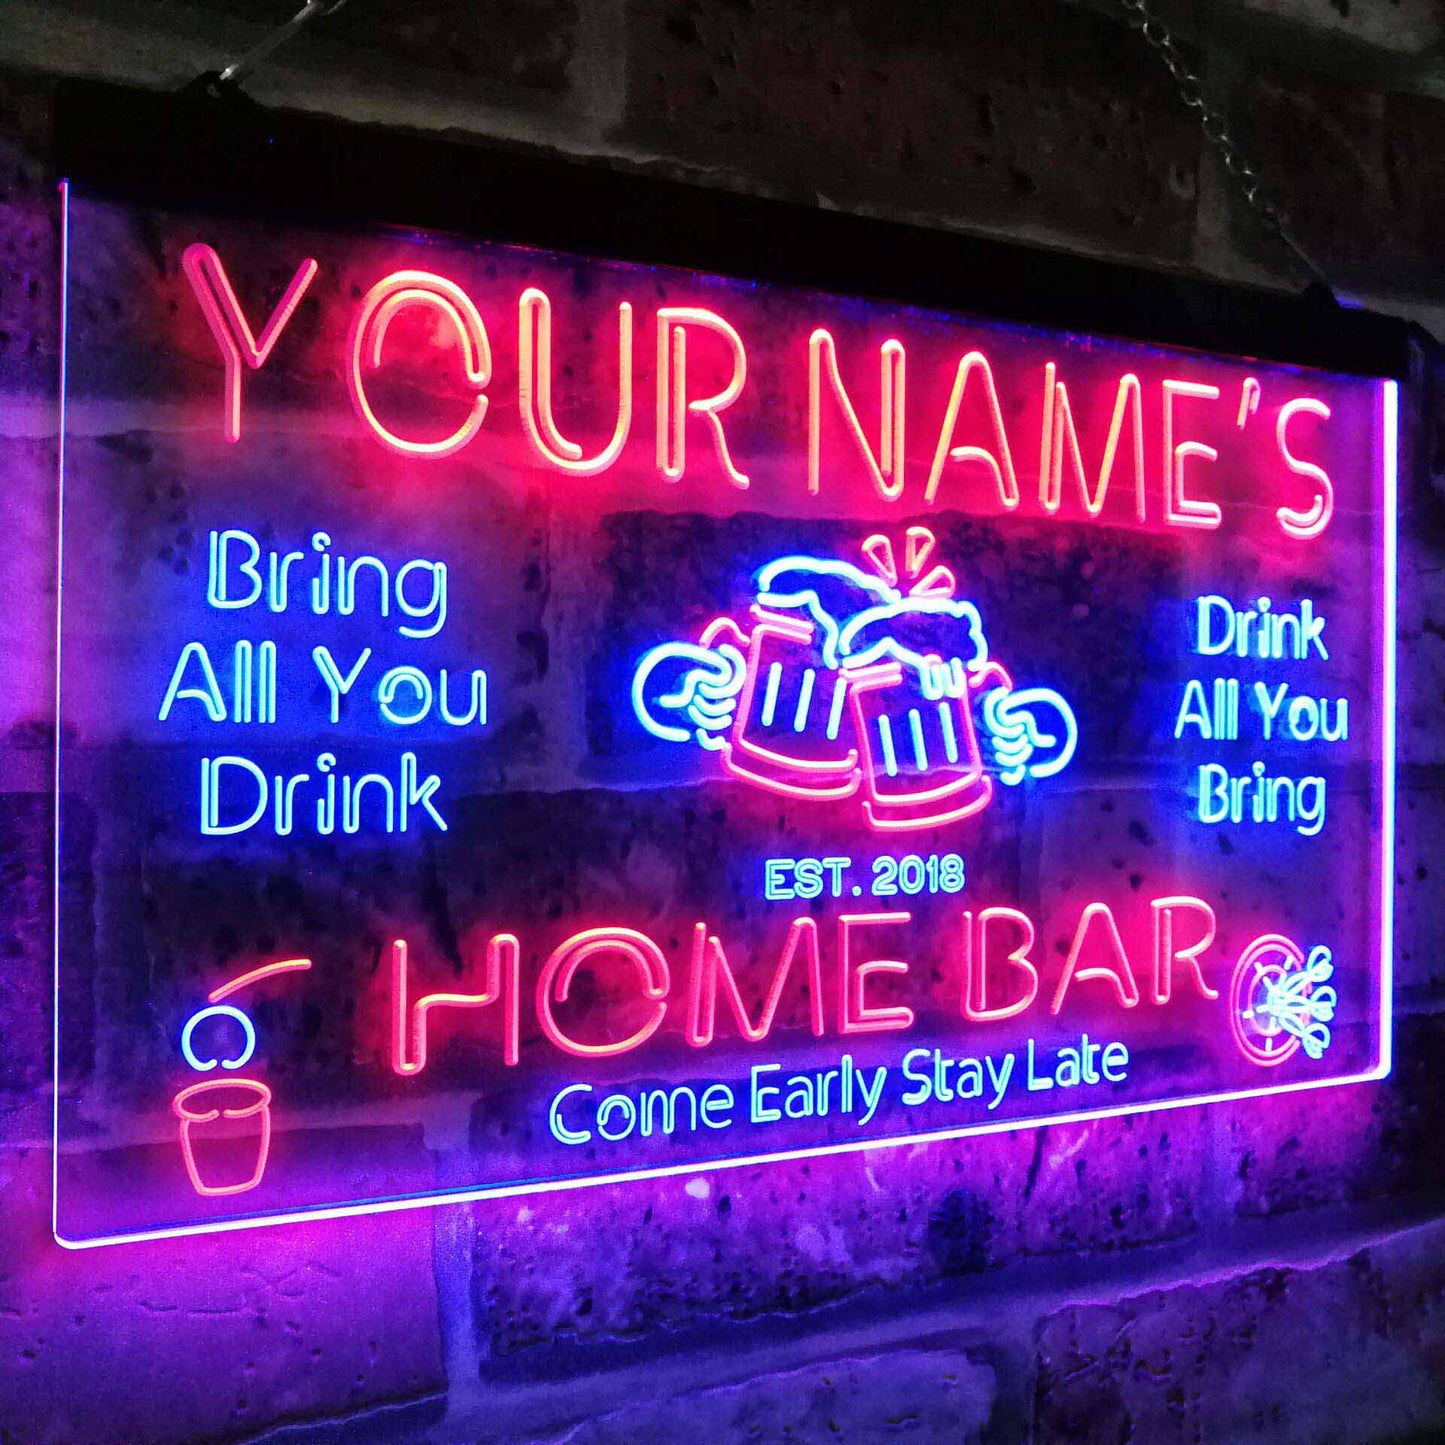 YOUR NAME'S
Bring
All You
Drink
Drink
All You
Bring
EST. 2018
HOME BAR
Come Early Stay Late